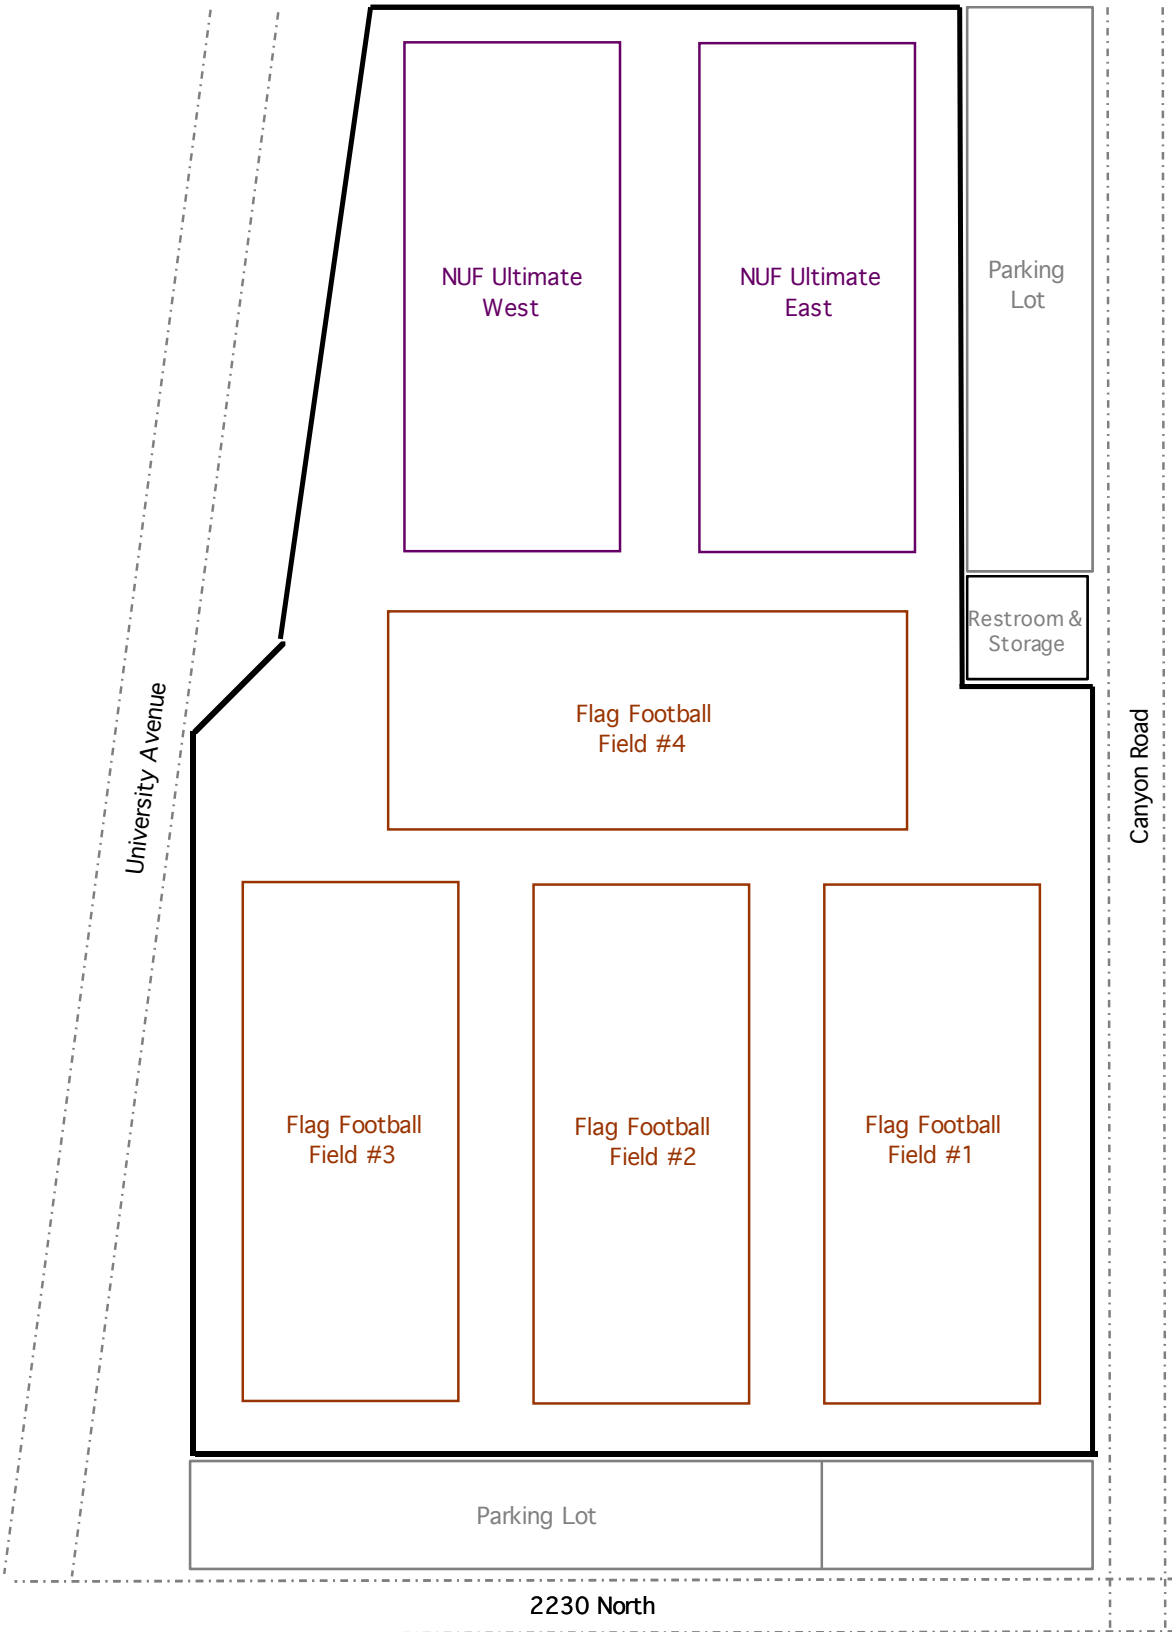 NUF Ultimate
West
NUF Ultimate
East
Parking
Lot
Restroom &
Storage
Flag Football
Field #4
University Avenue
Canyon Road
Flag Football
Field #3
Flag Football
Field #2
Flag Football
Field #1
Parking Lot
2230 North